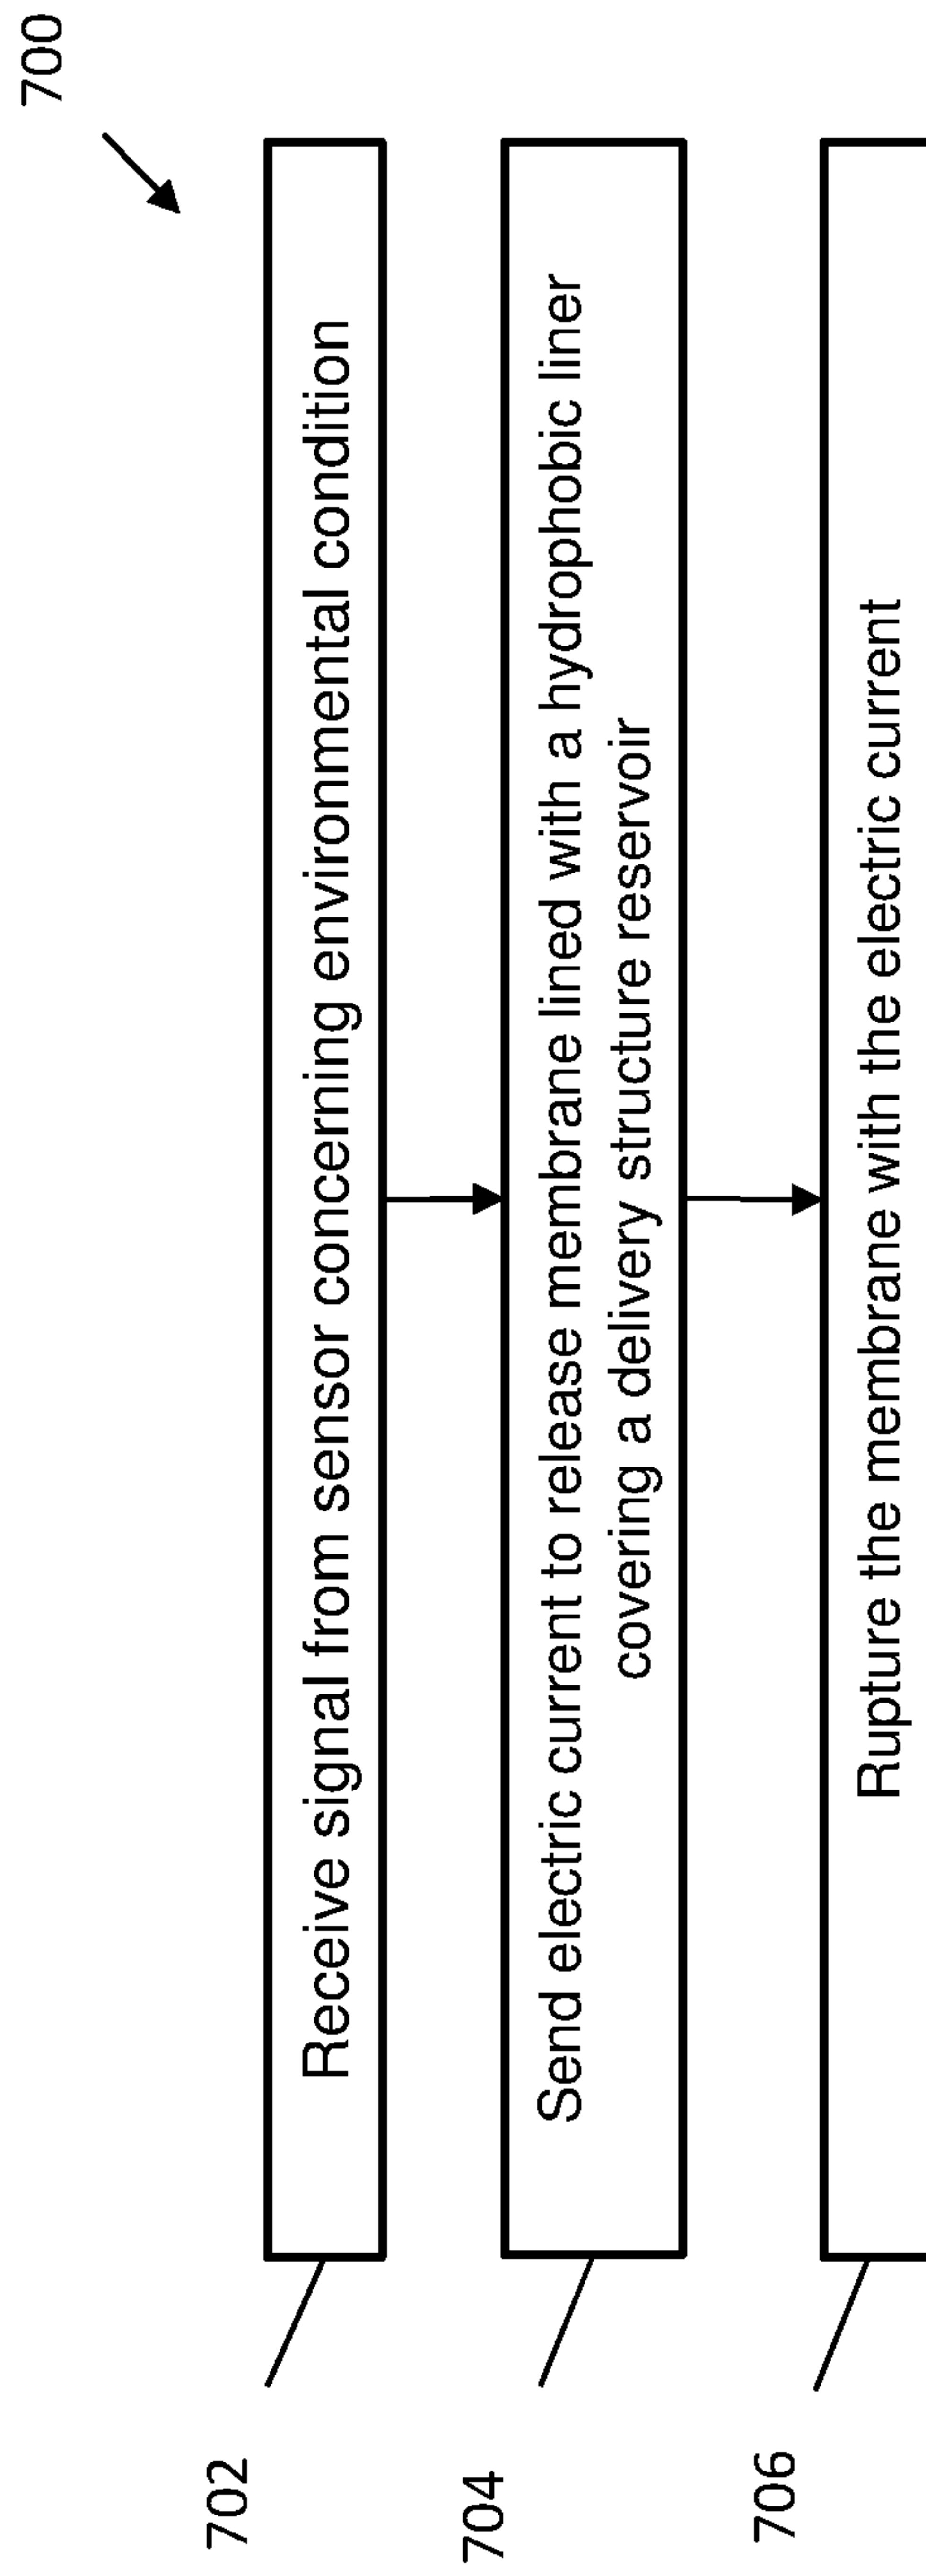 700
702
Receive signal from sensor concerning environmental condition
704
Send electric current to release membrane lined with a hydrophobic liner
covering a delivery structure reservoir
706
Rupture the membrane with the electric current